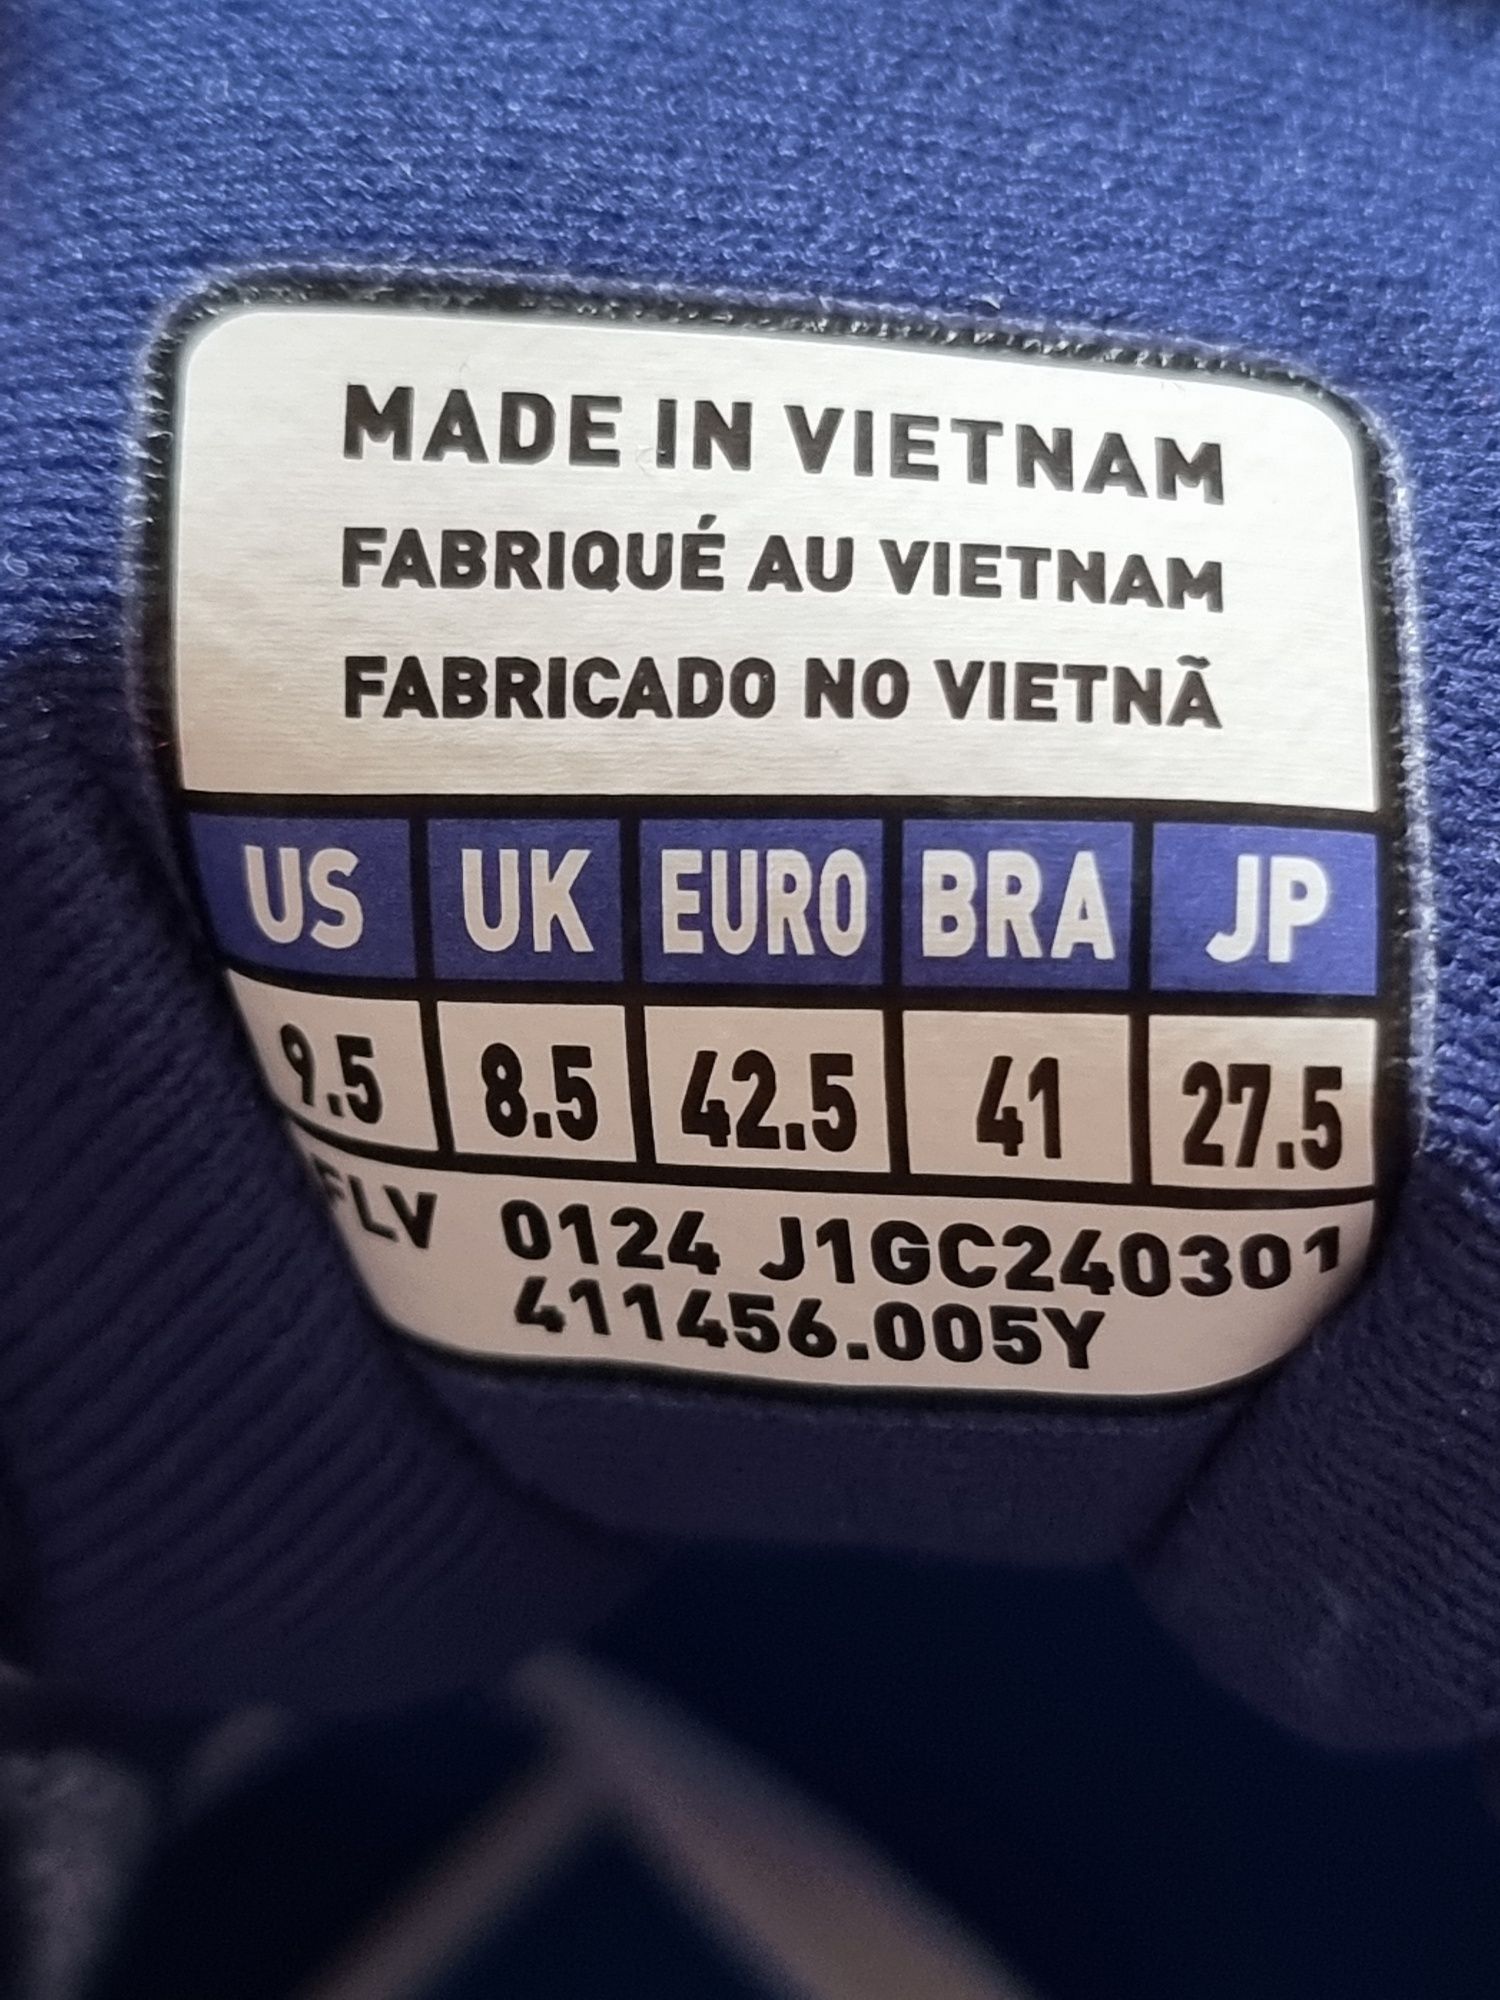 MADE IN VIETNAM
FABRIQUÉ AU VIETNAM
FABRICADO NO VIETNÃ
US UK EURO BRA JP
9.5 8.5 42.5 41 27.5
FLV 0124 J1GC240301
411456.005Y